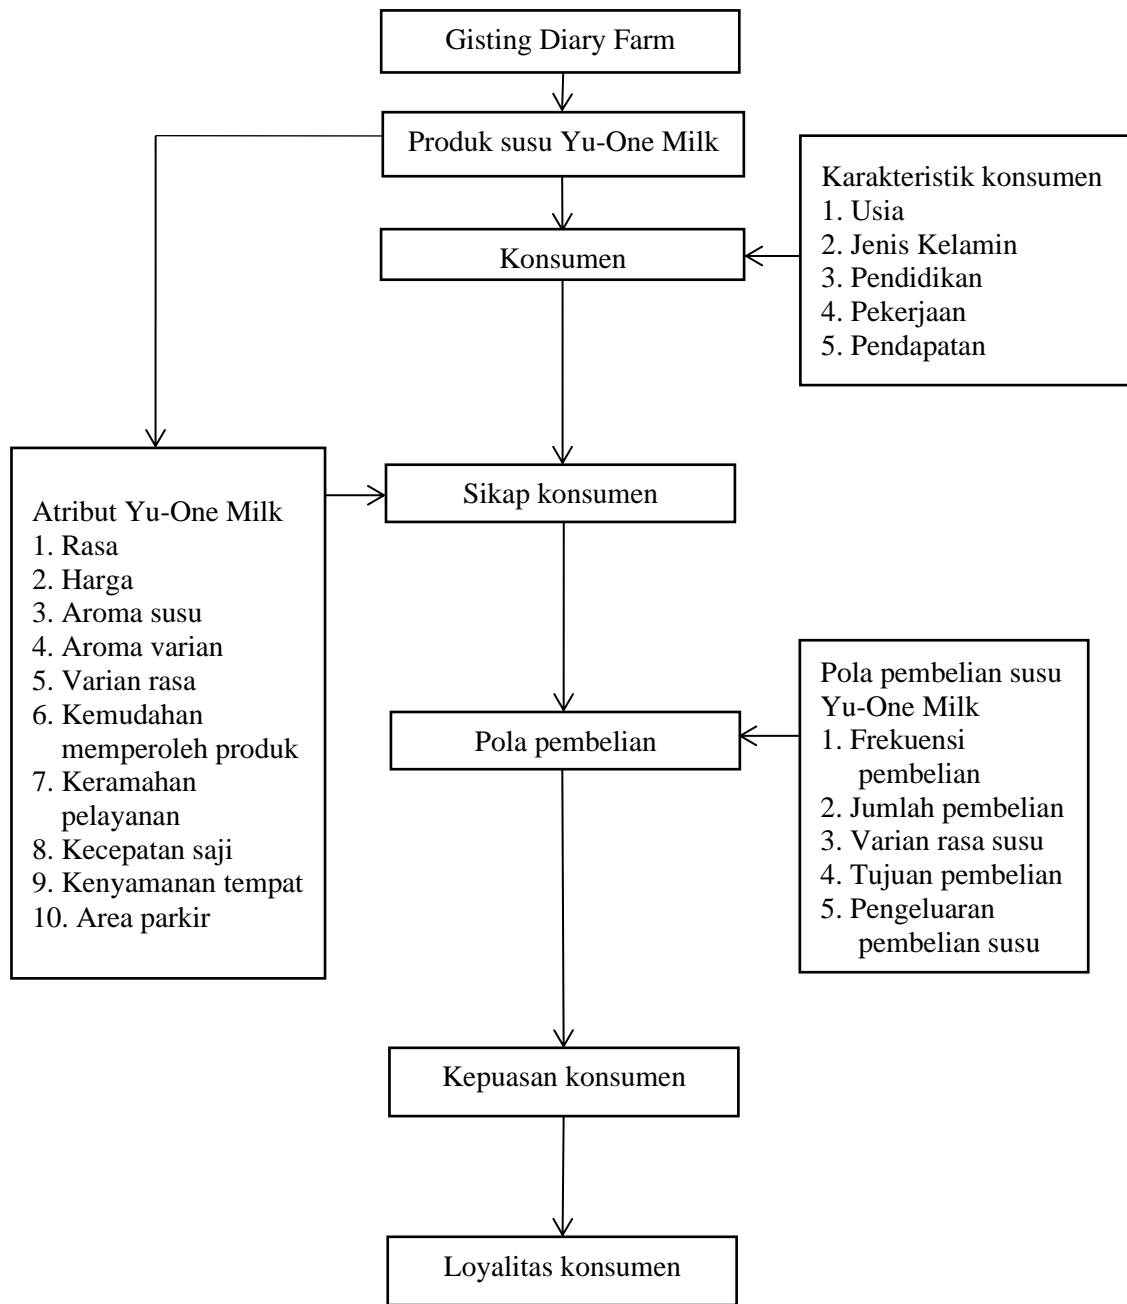 Gisting Diary Farm
Produk susu Yu-One Milk
Karakteristik konsumen
1. Usia
2. Jenis Kelamin
3. Pendidikan
4. Pekerjaan
5. Pendapatan
Konsumen
Sikap konsumen
Atribut Yu-One Milk
1. Rasa
2. Harga
3. Aroma susu
4. Aroma varian
5. Varian rasa
6. Kemudahan
memperoleh produk
7. Keramahan
pelayanan
8. Kecepatan saji
9. Kenyamanan tempat
10. Area parkir
Pola pembelian
Pola pembelian susu
Yu-One Milk
1. Frekuensi
pembelian
2. Jumlah pembelian
3. Varian rasa susu
4. Tujuan pembelian
5. Pengeluaran
pembelian susu
Kepuasan konsumen
Loyalitas konsumen